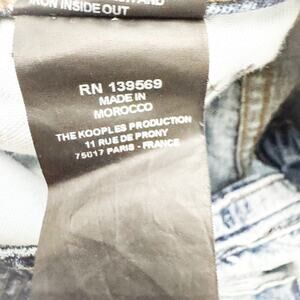 IRON INSIDE OUT
RN 139569
MADE IN
MOROCCO
THE KOOPLES PRODUCTION
11 RUE DE PRONY
75017 PARIS - FRANCE